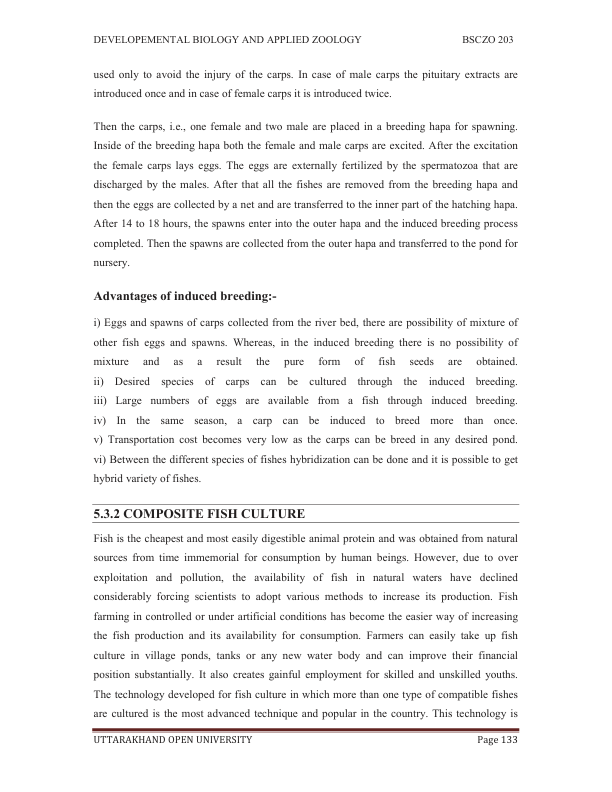 DEVELOPEMENTAL BIOLOGY AND APPLIED ZOOLOGY BSCZO 203
used only to avoid the injury of the carps. In case of male carps the pituitary extracts are
introduced once and in case of female carps it is introduced twice.
Then the carps, i.e., one female and two male are placed in a breeding hapa for spawning.
Inside of the breeding hapa both the female and male carps are excited. After the excitation
the female carps lays eggs. The eggs are externally fertilized by the spermatozoa that are
discharged by the males. After that all the fishes are removed from the breeding hapa and
then the eggs are collected by a net and are transferred to the inner part of the hatching hapa.
After 14 to 18 hours, the spawns enter into the outer hapa and the induced breeding process
completed. Then the spawns are collected from the outer hapa and transferred to the pond for
nursery.
Advantages of induced breeding:-
i) Eggs and spawns of carps collected from the river bed, there are possibility of mixture of
other fish eggs and spawns. Whereas, in the induced breeding there is no possibility of
mixture and as a result the pure form of fish seeds are obtained.
ii) Desired species of carps can be cultured through the induced breeding.
iii) Large numbers of eggs are available from a fish through induced breeding.
iv) In the same season, a carp can be induced to breed more than once.
v) Transportation cost becomes very low as the carps can be breed in any desired pond.
vi) Between the different species of fishes hybridization can be done and it is possible to get
hybrid variety of fishes.
5.3.2 COMPOSITE FISH CULTURE
Fish is the cheapest and most easily digestible animal protein and was obtained from natural
sources from time immemorial for consumption by human beings. However, due to over
exploitation and pollution, the availability of fish in natural waters have declined
considerably forcing scientists to adopt various methods to increase its production. Fish
farming in controlled or under artificial conditions has become the easier way of increasing
the fish production and its availability for consumption. Farmers can easily take up fish
culture in village ponds, tanks or any new water body and can improve their financial
position substantially. It also creates gainful employment for skilled and unskilled youths.
The technology developed for fish culture in which more than one type of compatible fishes
are cultured is the most advanced technique and popular in the country. This technology is
UTTARAKHAND OPEN UNIVERSITY Page 133